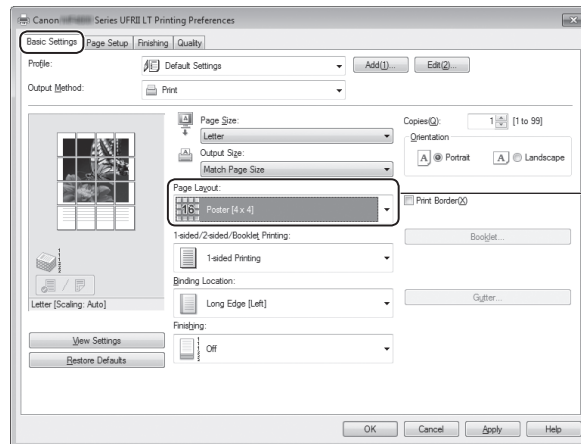 Canon Series UFRII LT Printing Preferences
Basic Settings Page Setup Finishing Quality
Profile: Default Settings Add(1)... Edit(2)...
Output Method: Print
Page Size:
Letter
Output Size:
Match Page Size
Copies(Q): 1 [1 to 99]
Orientation
A Portrait A Landscape
Page Layout:
16 Poster [4 x 4]
Print Border(X)
1-sided/2-sided/Booklet Printing:
1-sided Printing
Booklet...
Binding Location:
Long Edge [Left]
Gutter...
Letter [Scaling: Auto]
Finishing:
Off
View Settings
Restore Defaults
OK Cancel Apply Help